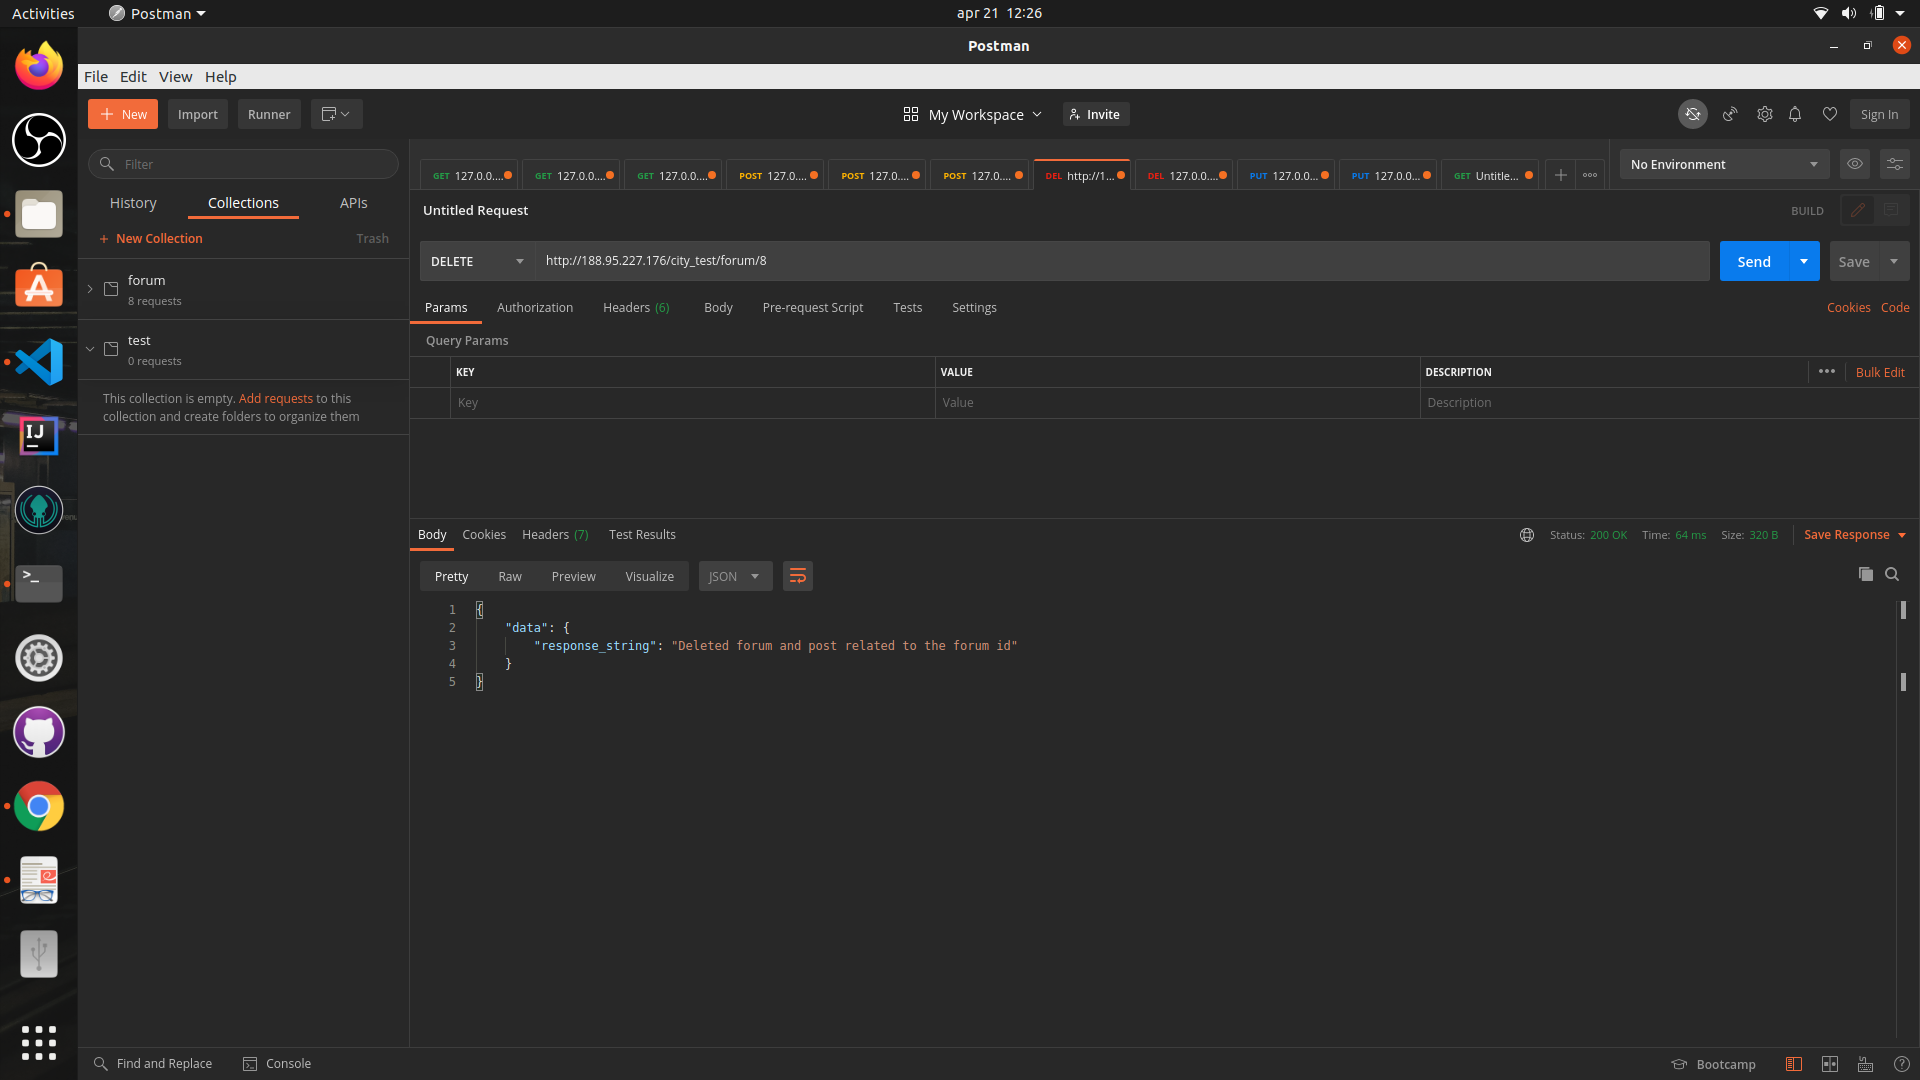 Activities
Postman
apr 21 12:26
Postman
File Edit View Help
+ New
Import
Runner
My Workspace
Invite
Sign In
Filter
GET 127.0.0....
GET 127.0.0....
GET 127.0.0....
POST 127.0....
POST 127.0....
POST 127.0....
DEL http://1...
DEL 127.0.0....
PUT 127.0.0...
PUT 127.0.0...
GET Untitle...
No Environment
History Collections APIs
+ New Collection
Trash
forum
8 requests
test
0 requests
This collection is empty. Add requests to this
collection and create folders to organize them
Untitled Request
BUILD
DELETE
http://188.95.227.176/city_test/forum/8
Send
Save
Params Authorization Headers (6) Body Pre-request Script Tests Settings
Cookies Code
Query Params
KEY VALUE DESCRIPTION
Bulk Edit
Key Value Description
Body Cookies Headers (7) Test Results
Status: 200 OK Time: 64 ms Size: 320 B
Save Response
Pretty Raw Preview Visualize JSON
1 {
2 "data": {
3 "response_string": "Deleted forum and post related to the forum id"
4 }
5 }
IJ
>_
Find and Replace
Console
Bootcamp